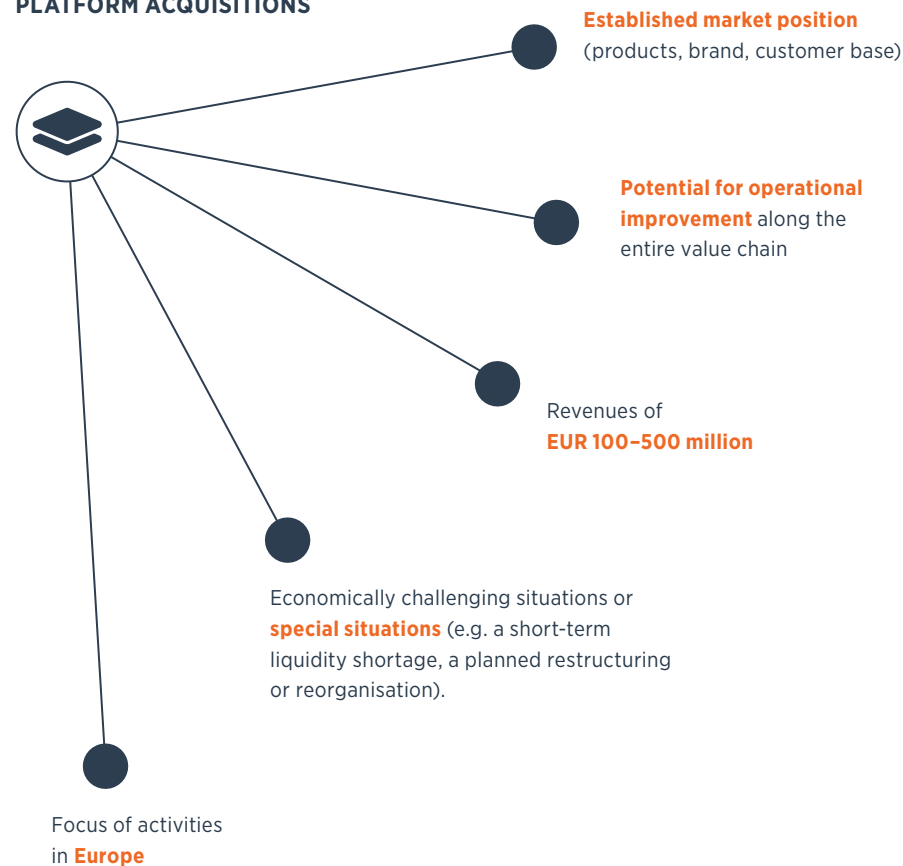 PLATFORM ACQUISITIONS
Established market position
(products, brand, customer base)
Potential for operational
improvement along the
entire value chain
Revenues of
EUR 100–500 million
Economically challenging situations or
special situations (e.g. a short-term
liquidity shortage, a planned restructuring
or reorganisation).
Focus of activities
in Europe